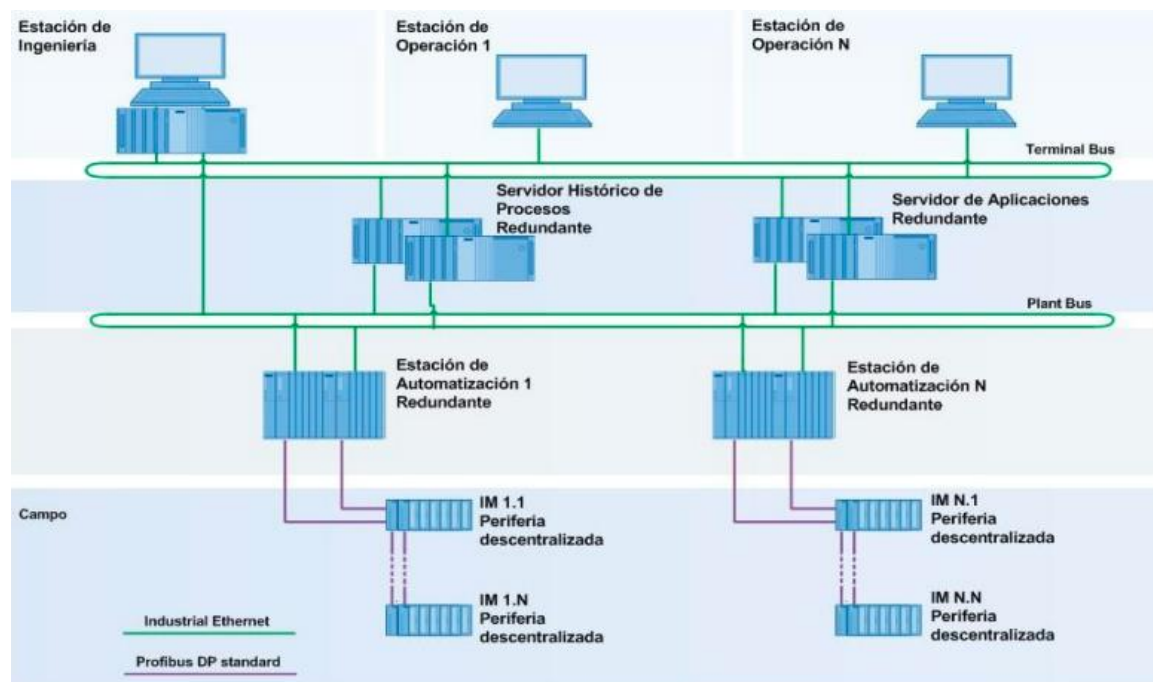 Estación de
Ingeniería
Estación de
Operación 1
Estación de
Operación N
Terminal Bus
Servidor Histórico de
Procesos
Redundante
Servidor de Aplicaciones
Redundante
Plant Bus
Estación de
Automatización 1
Redundante
Estación de
Automatización N
Redundante
Campo
IM 1.1
Periferia
descentralizada
IM N.1
Periferia
descentralizada
IM 1.N
Periferia
descentralizada
IM N.N
Periferia
descentralizada
Industrial Ethernet
Profibus DP standard